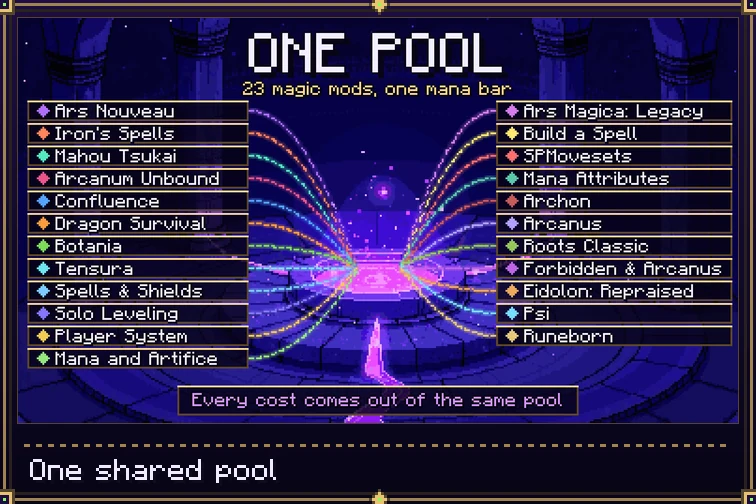 ONE POOL
23 magic mods, one mana bar
Ars Nouveau
Iron's Spells
Mahou Tsukai
Arcanum Unbound
Confluence
Dragon Survival
Botania
Tensura
Spells & Shields
Solo Leveling
Player System
Mana and Artifice
Ars Magica: Legacy
Build a Spell
SPMovesets
Mana Attributes
Archon
Arcanus
Roots Classic
Forbidden & Arcanus
Eidolon: Repraised
Psi
Runeborn
Every cost comes out of the same pool
One shared pool